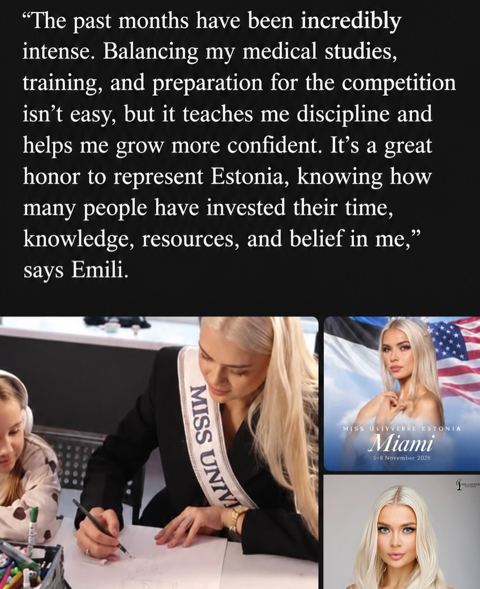 “The past months have been incredibly
intense. Balancing my medical studies,
training, and preparation for the competition
isn’t easy, but it teaches me discipline and
helps me grow more confident. It’s a great
honor to represent Estonia, knowing how
many people have invested their time,
knowledge, resources, and belief in me,”
says Emili.
MISS UNIV
MISS UNIVERSE ESTONIA
Miami